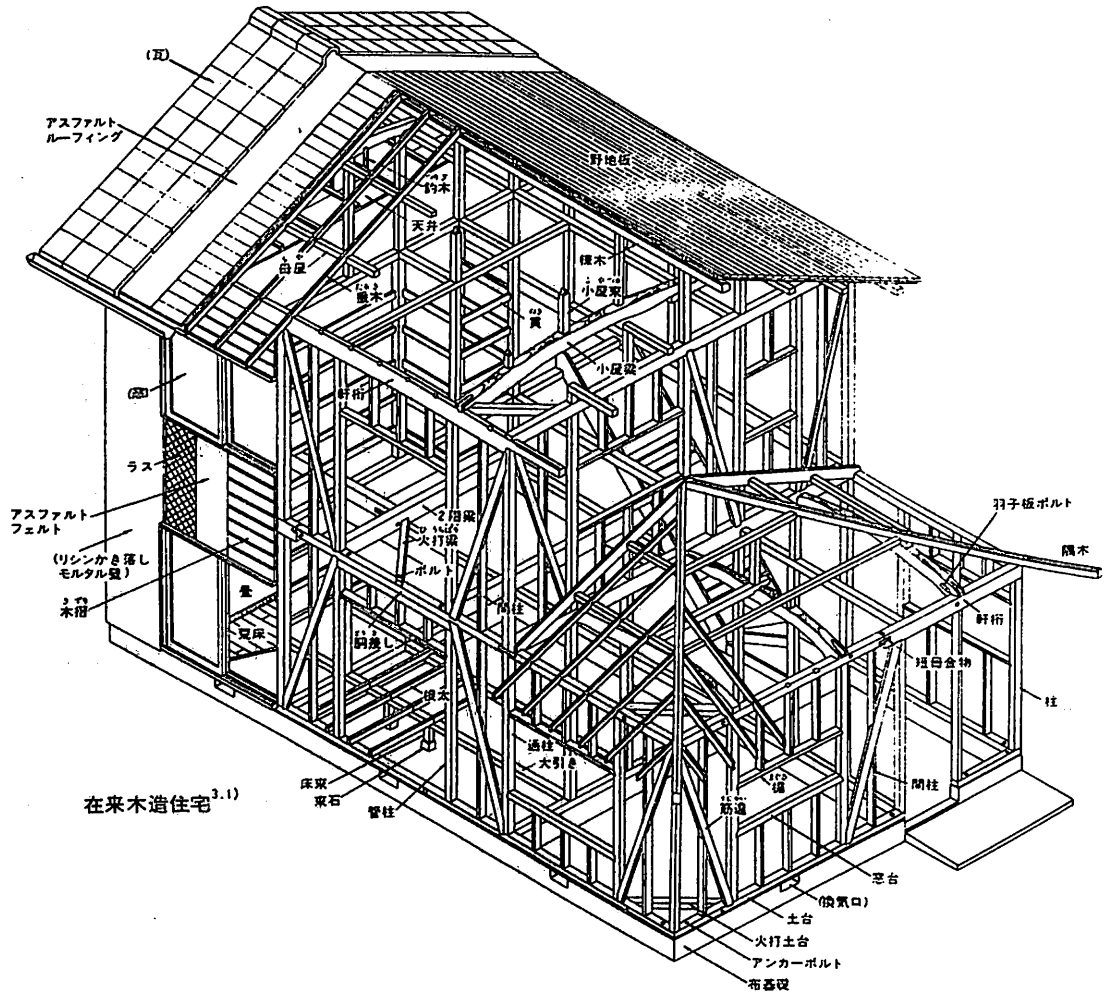 (瓦)
アスファルト
ルーフィング
野地板
天井
母屋
垂木
棟木
小屋束
貫
小屋梁
軒桁
ラス
アスファルト
フェルト
(リシンかき落し
モルタル壁)
木摺
畳
荒床
2階梁
火打梁
ボルト
間柱
胴差し
根太
通柱
大引き
床束
束石
管柱
在来木造住宅3.1)
羽子板ボルト
隅木
軒桁
短冊金物
柱
間柱
筋違
楣
窓台
(換気口)
土台
火打土台
アンカーボルト
布基礎